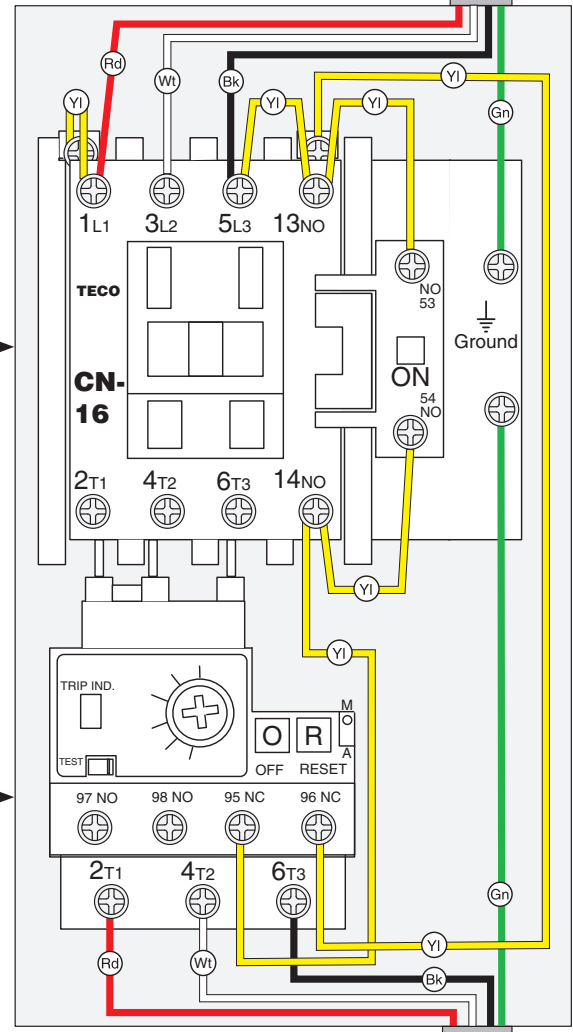 Rd
Wt
Bk
Yl
Yl
Yl
Yl
Gn
1L1
3L2
5L3
13NO
TECO
CN-
16
NO
53
ON
54
NO
Ground
2T1
4T2
6T3
14NO
Yl
Yl
TRIP IND.
TEST
O
R
M
A
OFF
RESET
97 NO
98 NO
95 NC
96 NC
2T1
4T2
6T3
Rd
Wt
Bk
Yl
Gn